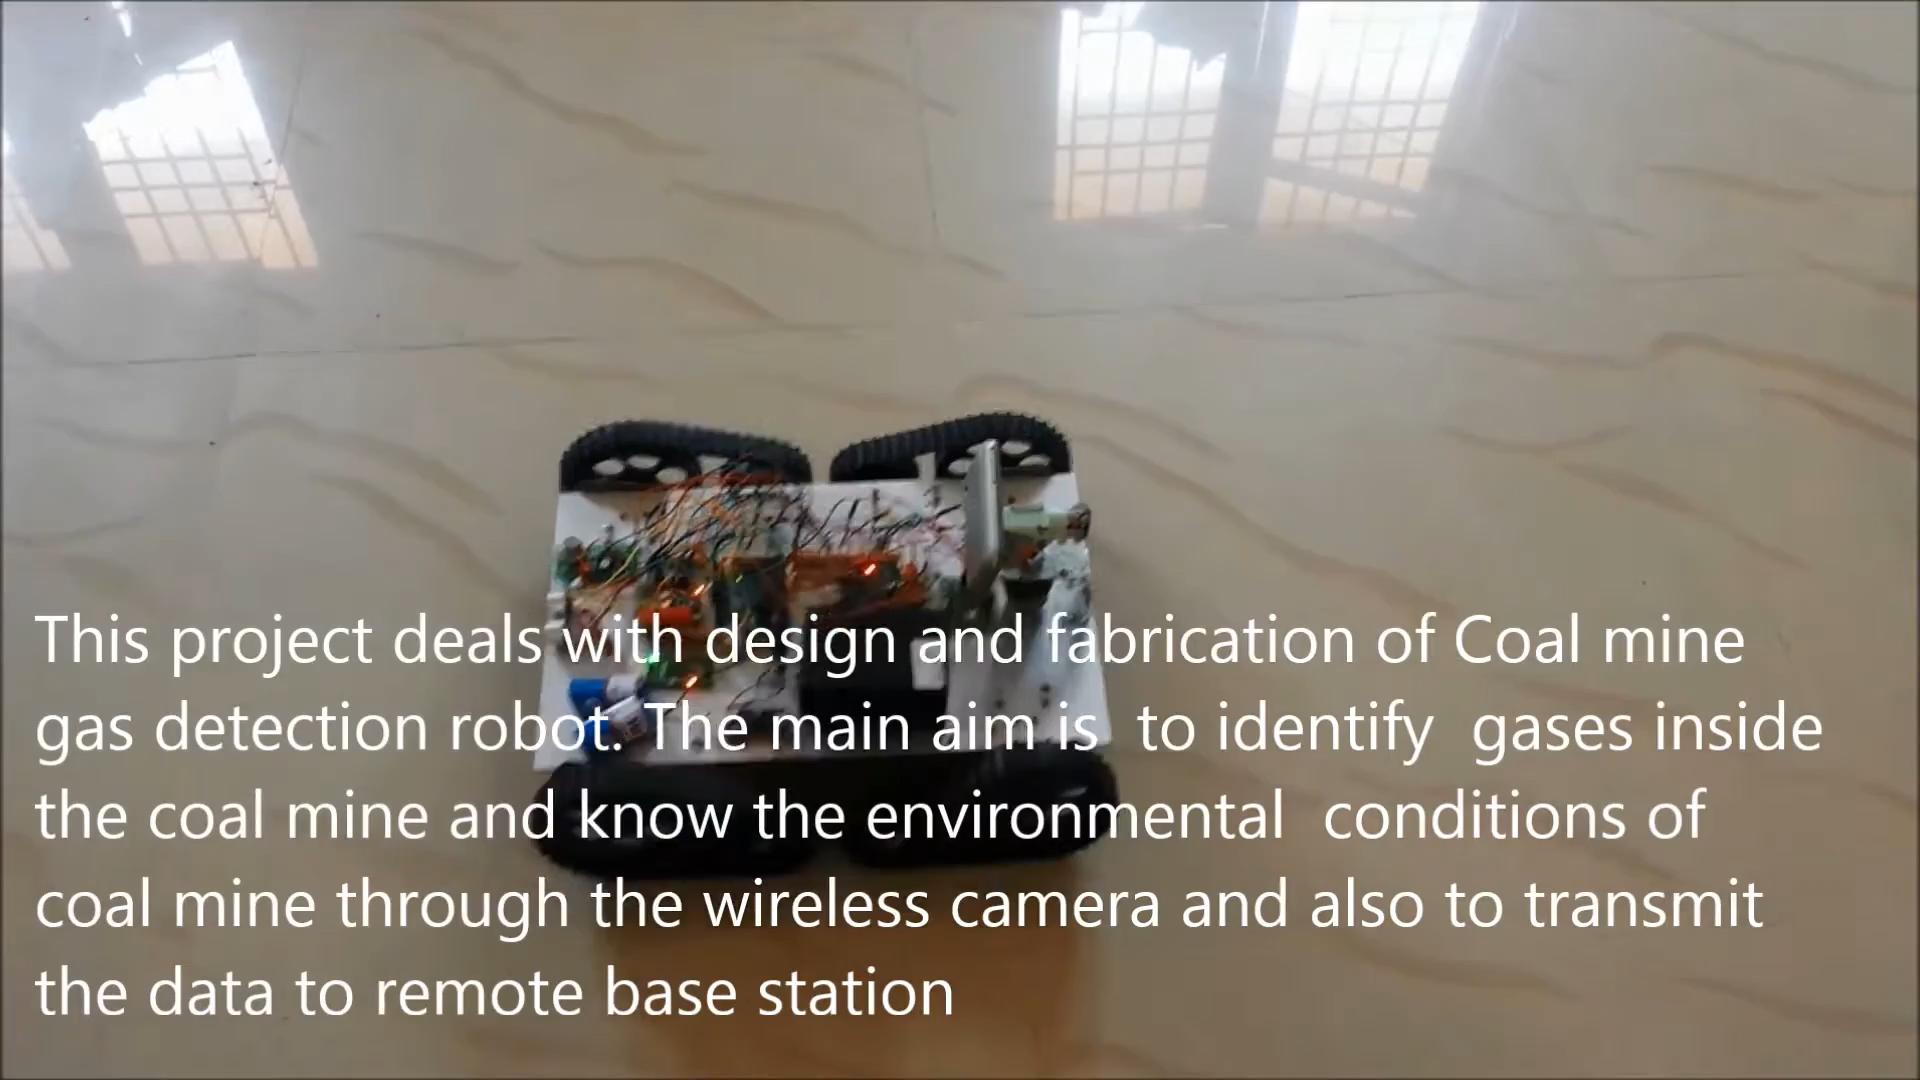 This project deals with design and fabrication of Coal mine
gas detection robot. The main aim is  to identify  gases inside
the coal mine and know the environmental  conditions of
coal mine through the wireless camera and also to transmit
the data to remote base station